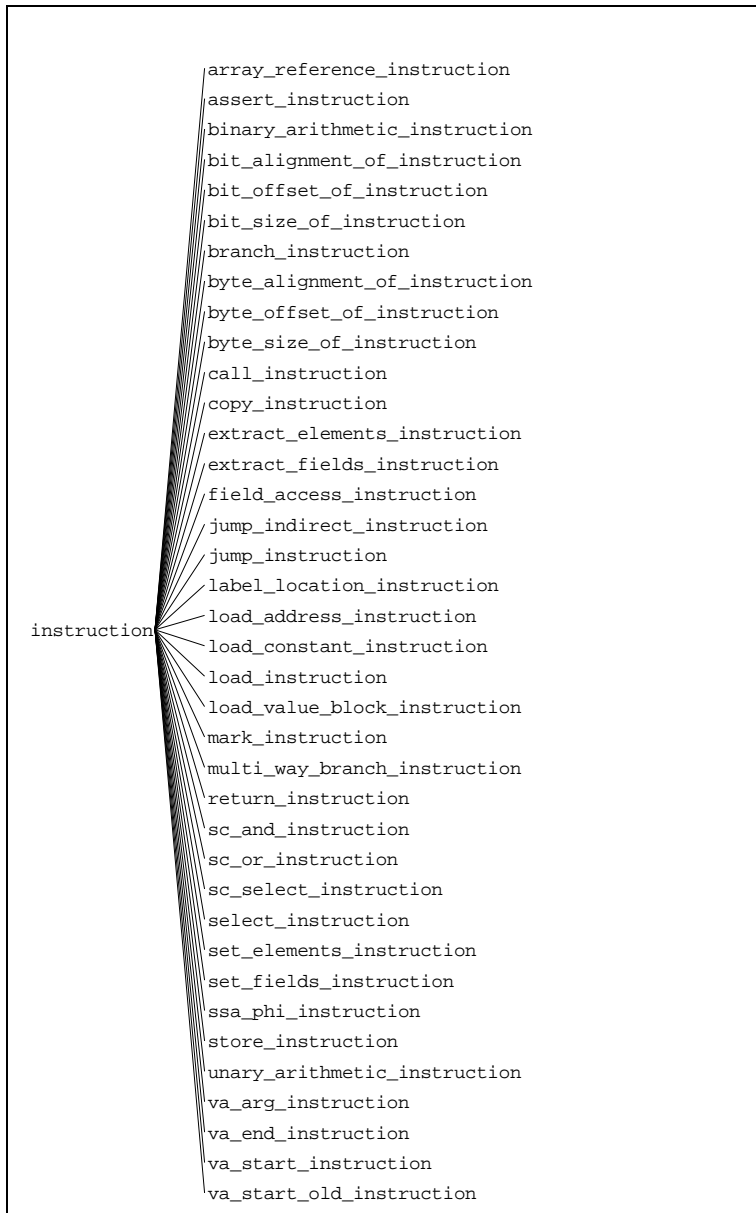 array_reference_instruction
assert_instruction
binary_arithmetic_instruction
bit_alignment_of_instruction
bit_offset_of_instruction
bit_size_of_instruction
branch_instruction
byte_alignment_of_instruction
byte_offset_of_instruction
byte_size_of_instruction
call_instruction
copy_instruction
extract_elements_instruction
extract_fields_instruction
field_access_instruction
jump_indirect_instruction
jump_instruction
label_location_instruction
load_address_instruction
instruction
load_constant_instruction
load_instruction
load_value_block_instruction
mark_instruction
multi_way_branch_instruction
return_instruction
sc_and_instruction
sc_or_instruction
sc_select_instruction
select_instruction
set_elements_instruction
set_fields_instruction
ssa_phi_instruction
store_instruction
unary_arithmetic_instruction
va_arg_instruction
va_end_instruction
va_start_instruction
va_start_old_instruction